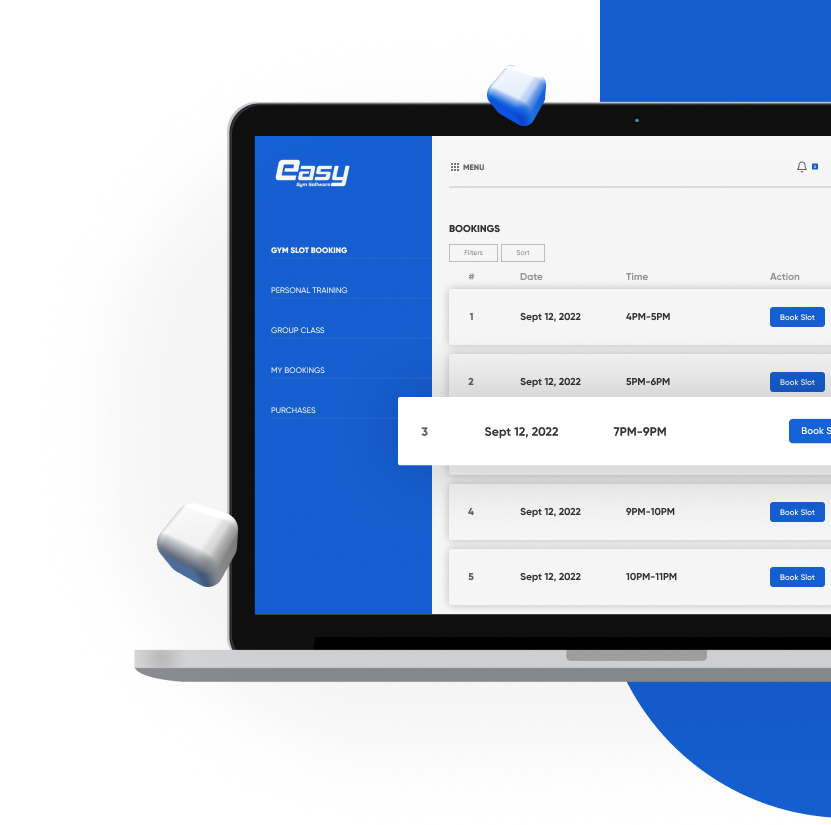 easy
Gym Software
MENU
GYM SLOT BOOKING
PERSONAL TRAINING
GROUP CLASS
MY BOOKINGS
PURCHASES
BOOKINGS
Filters Sort
# Date Time Action
1 Sept 12, 2022 4PM-5PM Book Slot
2 Sept 12, 2022 5PM-6PM Book Slot
3 Sept 12, 2022 7PM-9PM Book S
4 Sept 12, 2022 9PM-10PM Book Slot
5 Sept 12, 2022 10PM-11PM Book Slot